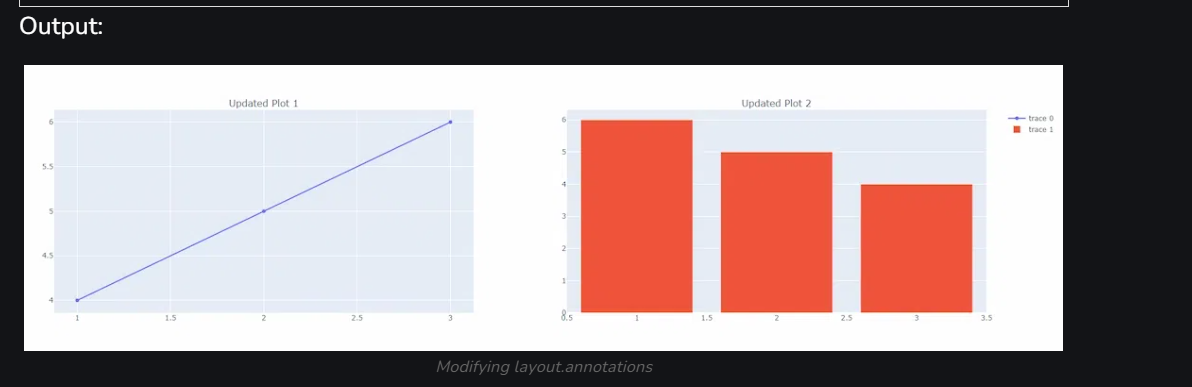 Output:
Updated Plot 1
6
5.5
5
4.5
4
1 1.5 2 2.5 3
Updated Plot 2
6
5
4
3
2
1
0
0.5 1 1.5 2 2.5 3 3.5
trace 0
trace 1
Modifying layout.annotations